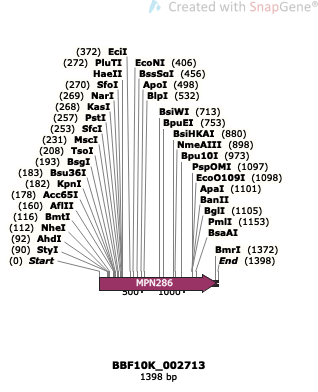 Created with SnapGene®
(372) EciI
(272) PluTI
HaeII
(270) SfoI
(269) NarI
(268) KasI
(257) PstI
(253) SfcI
(231) MscI
(208) TsoI
(193) BsgI
(183) Bsu36I
(182) KpnI
(178) Acc65I
(160) AflII
(116) BmtI
(112) NheI
(92) AhdI
(90) StyI
(0) Start
EcoNI (406)
BssSαI (456)
ApoI (498)
BlpI (532)
BsiWI (713)
BpuEI (753)
BsiHKAI (880)
NmeAIII (898)
Bpu10I (973)
PspOMI (1097)
EcoO109I (1098)
ApaI (1101)
BanII
BglI (1105)
PmlI (1153)
BsaAI
BmrI (1372)
End (1398)
MPN286
500
1000
BBF10K_002713
1398 bp